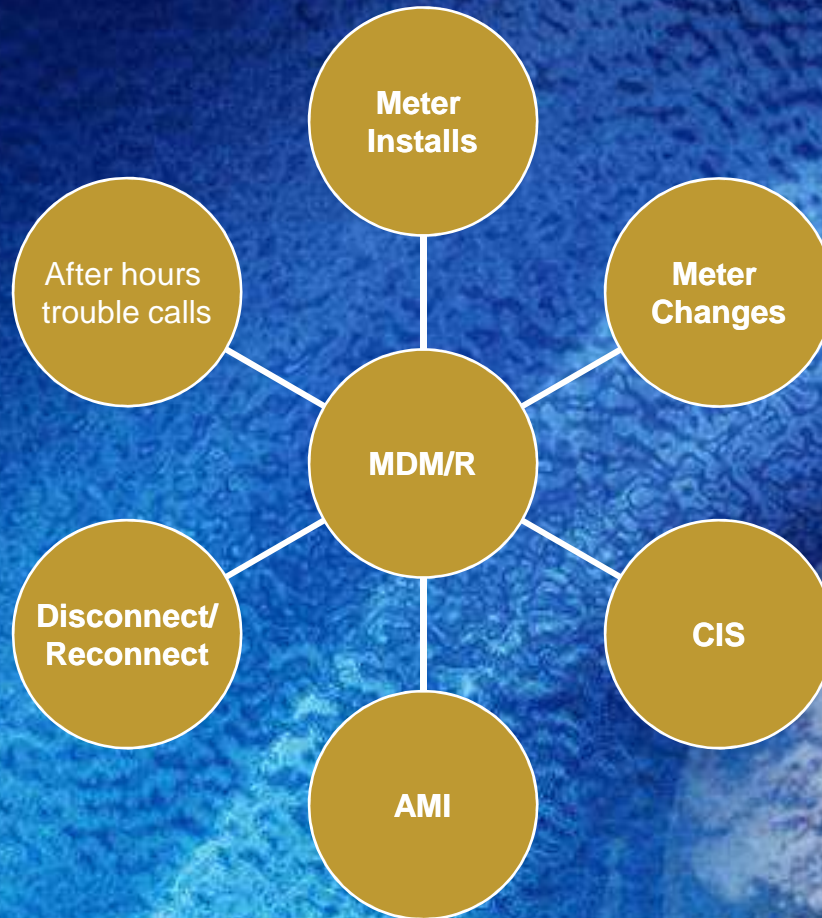 Meter
Installs
After hours
trouble calls
Meter
Changes
MDM/R
Disconnect/
Reconnect
CIS
AMI